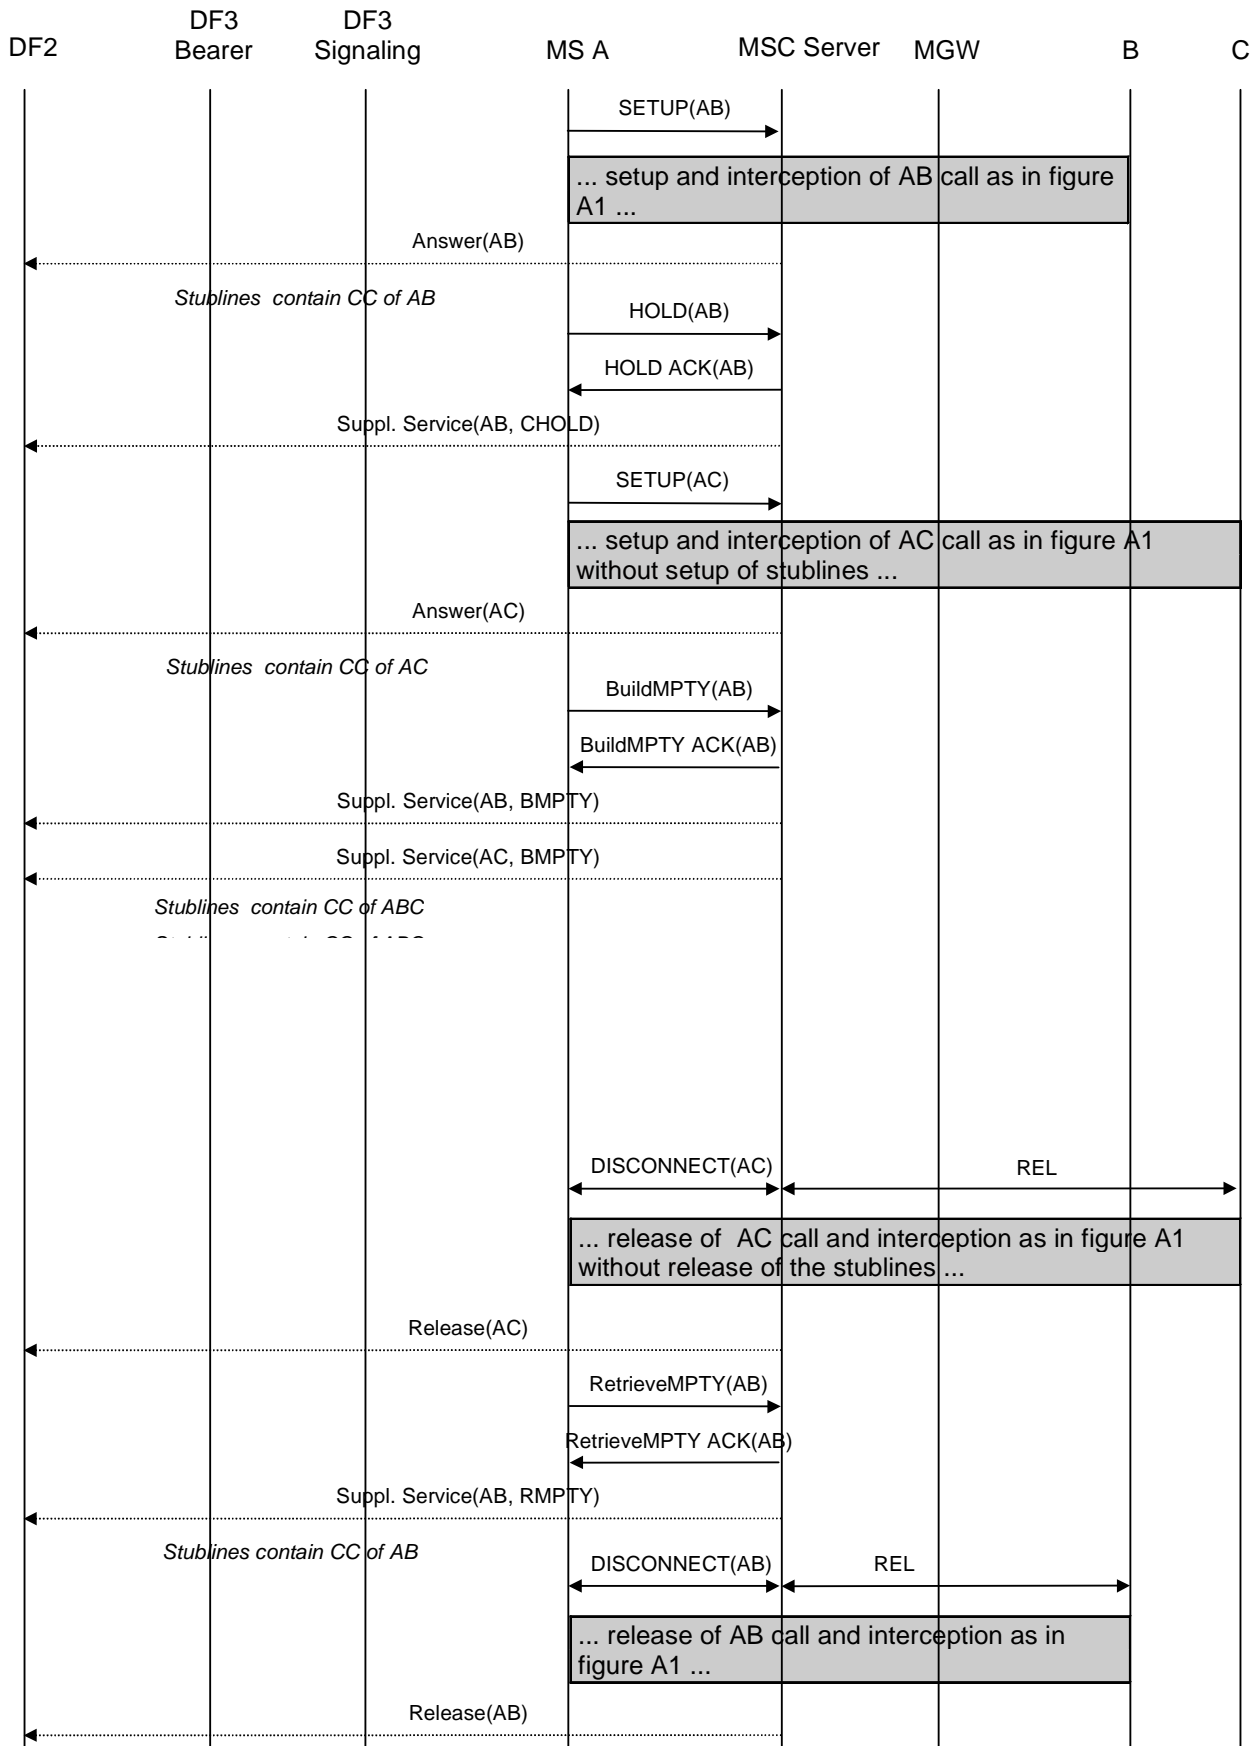 DF2
DF3
Bearer
DF3
Signaling
MS A
MSC Server
MGW
B
C
SETUP(AB)
... setup and interception of AB call as in figure
A1 ...
Answer(AB)
Stublines contain CC of AB
HOLD(AB)
HOLD ACK(AB)
Suppl. Service(AB, CHOLD)
SETUP(AC)
... setup and interception of AC call as in figure A1
without setup of stublines ...
Answer(AC)
Stublines contain CC of AC
BuildMPTY(AB)
BuildMPTY ACK(AB)
Suppl. Service(AB, BMPTY)
Suppl. Service(AC, BMPTY)
Stublines contain CC of ABC
DISCONNECT(AC)
REL
... release of AC call and interception as in figure A1
without release of the stublines ...
Release(AC)
RetrieveMPTY(AB)
RetrieveMPTY ACK(AB)
Suppl. Service(AB, RMPTY)
Stublines contain CC of AB
DISCONNECT(AB)
REL
... release of AB call and interception as in
figure A1 ...
Release(AB)